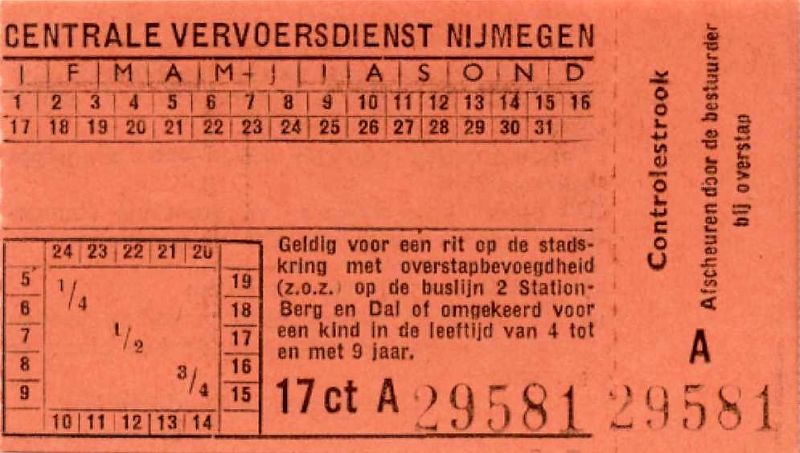 CENTRALE VERVOERSDIENST NIJMEGEN
J F M A M J J A S O N D
1 2 3 4 5 6 7 8 9 10 11 12 13 14 15 16
17 18 19 20 21 22 23 24 25 26 27 28 29 30 31
24 23 22 21 20
5 1/4 19
6 18
7 1/2 17
8 3/4 16
9 15
10 11 12 13 14
Geldig voor een rit op de stads-
kring met overstapbevoegdheid
(z.o.z.) op de buslijn 2 Station-
Berg en Dal of omgekeerd voor
een kind in de leeftijd van 4 tot
en met 9 jaar.
17 ct A 29581
Controlestrook
Afscheuren door de bestuurder
bij overstap
A
29581